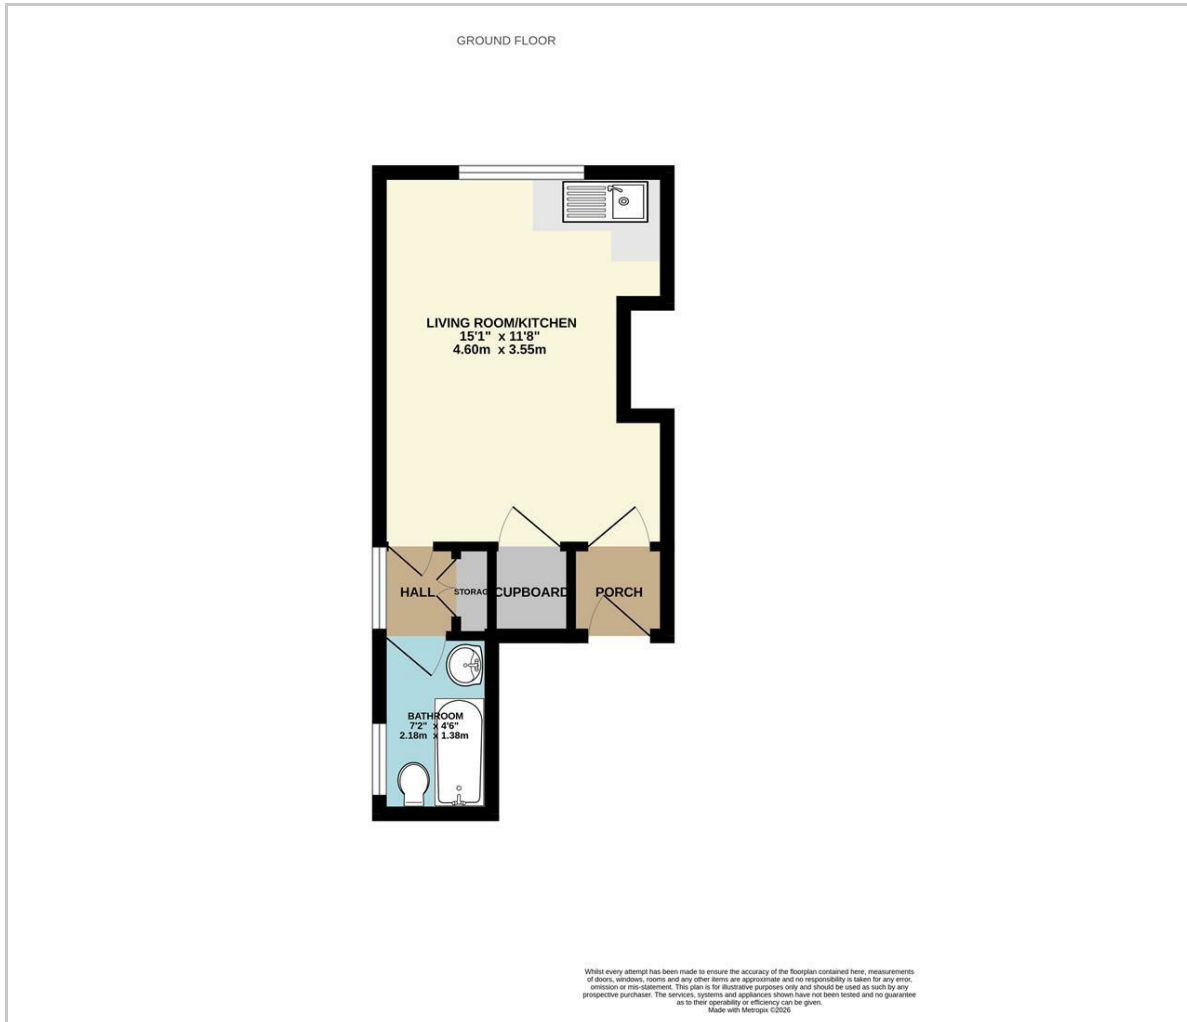 GROUND FLOOR
LIVING ROOM/KITCHEN
15'1" x 11'8"
4.60m x 3.55m
HALL
STORAG
CUPBOARD
PORCH
BATHROOM
7'2" x 4'6"
2.18m x 1.38m
Whilst every attempt has been made to ensure the accuracy of the floorplan contained here, measurements
of doors, windows, rooms and any other items are approximate and no responsibility is taken for any error,
omission or mis-statement. This plan is for illustrative purposes only and should be used as such by any
prospective purchaser. The services, systems and appliances shown have not been tested and no guarantee
as to their operability or efficiency can be given.
Made with Metropix ©2026